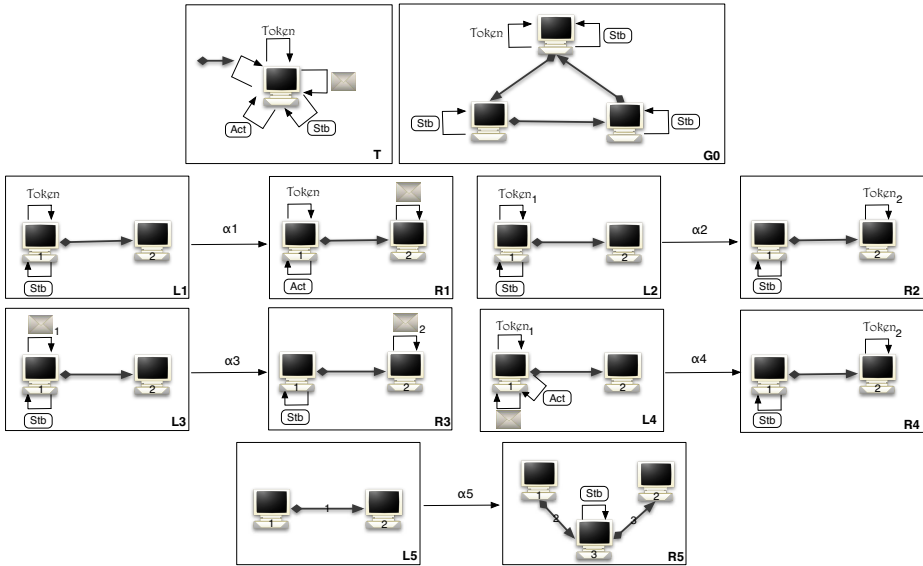 Token
Act
Stb
T
Token
Stb
Stb
Stb
G0
Token
1
2
Stb
L1
α1
Token
1
2
Act
R1
Token1
1
2
Stb
L2
α2
Token2
1
2
Stb
R2
1
1
2
Stb
L3
α3
2
1
2
Stb
R3
Token1
1
2
Act
L4
α4
Token2
1
2
Stb
R4
1
1
2
L5
α5
1
Stb
2
2
3
3
R5